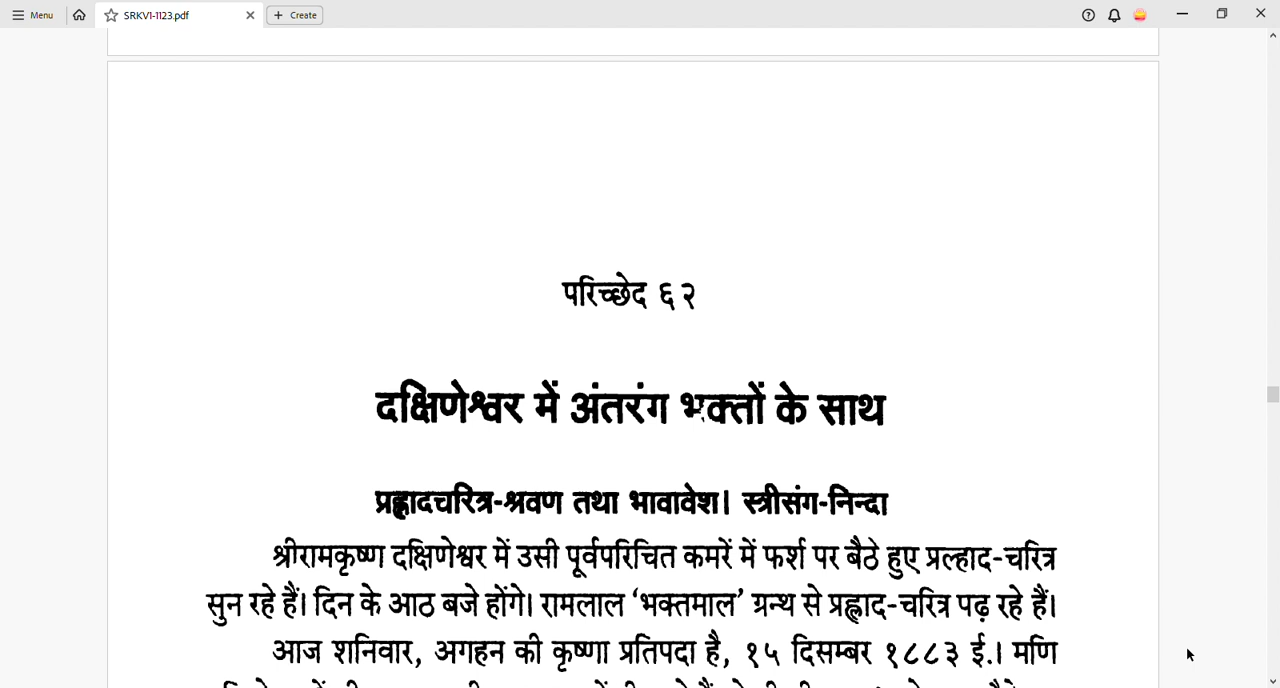 Menu
SRKV1-1123.pdf
Create
परिच्छेद ६२
दक्षिणेश्वर में अंतरंग भक्तों के साथ
प्रह्लादचरित्र-श्रवण तथा भावावेश। स्त्रीसंग-निन्दा
श्रीरामकृष्ण दक्षिणेश्वर में उसी पूर्वपरिचित कमरें में फर्श पर बैठे हुए प्रल्हाद-चरित्र
सुन रहे हैं। दिन के आठ बजे होंगे। रामलाल ‘भक्तमाल’ ग्रन्थ से प्रह्लाद-चरित्र पढ़ रहे हैं।
आज शनिवार, अगहन की कृष्णा प्रतिपदा है, १५ दिसम्बर १८८३ ई.। मणि